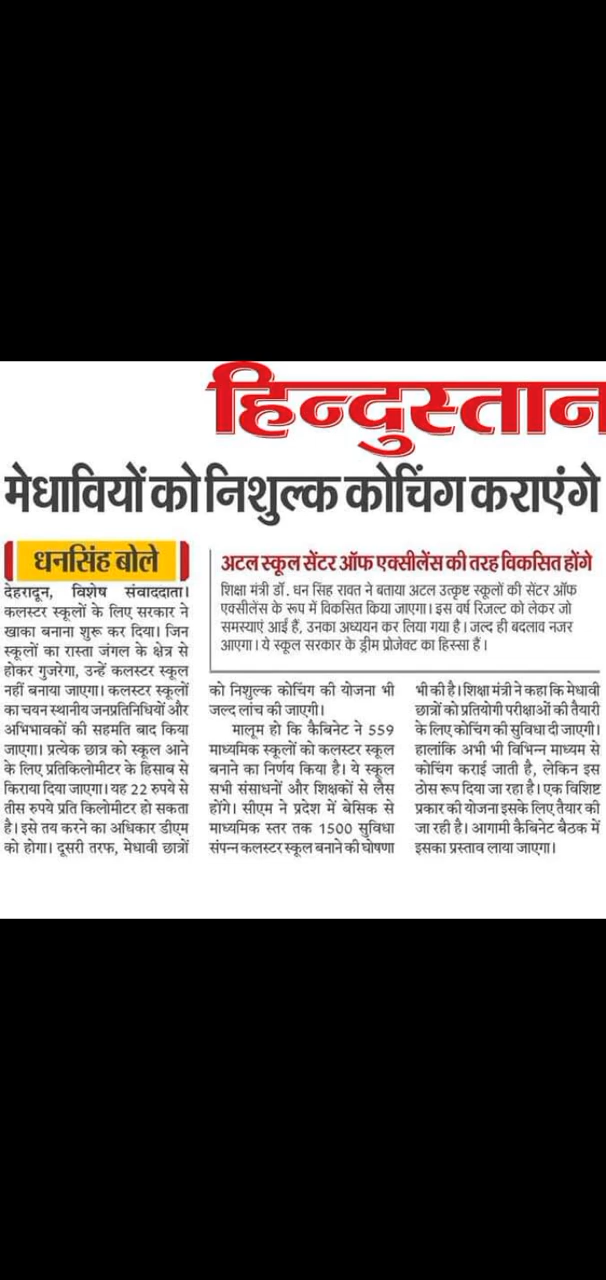 हिन्दुस्तान
मेधावियों को निशुल्क कोचिंग कराएंगे
धनसिंह बोले
देहरादून, विशेष संवाददाता।
कलस्टर स्कूलों के लिए सरकार ने
खाका बनाना शुरू कर दिया। जिन
स्कूलों का रास्ता जंगल के क्षेत्र से
होकर गुजरेगा, उन्हें कलस्टर स्कूल
नहीं बनाया जाएगा। कलस्टर स्कूलों
का चयन स्थानीय जनप्रतिनिधियों और
अभिभावकों की सहमति बाद किया
जाएगा। प्रत्येक छात्र को स्कूल आने
के लिए प्रतिकिलोमीटर के हिसाब से
किराया दिया जाएगा। यह 22 रुपये से
तीस रुपये प्रति किलोमीटर हो सकता
है। इसे तय करने का अधिकार डीएम
को होगा। दूसरी तरफ, मेधावी छात्रों
अटल स्कूल सेंटर ऑफ एक्सीलेंस की तरह विकसित होंगे
शिक्षा मंत्री डॉ. धन सिंह रावत ने बताया अटल उत्कृष्ट स्कूलों की सेंटर ऑफ
एक्सीलेंस के रूप में विकसित किया जाएगा। इस वर्ष रिजल्ट को लेकर जो
समस्याएं आई हैं, उनका अध्ययन कर लिया गया है। जल्द ही बदलाव नजर
आएगा। ये स्कूल सरकार के ड्रीम प्रोजेक्ट का हिस्सा हैं।
को निशुल्क कोचिंग की योजना भी
जल्द लांच की जाएगी।
मालूम हो कि कैबिनेट ने 559
माध्यमिक स्कूलों को कलस्टर स्कूल
बनाने का निर्णय किया है। ये स्कूल
सभी संसाधनों और शिक्षकों से लैस
होंगे। सीएम ने प्रदेश में बेसिक से
माध्यमिक स्तर तक 1500 सुविधा
संपन्न कलस्टर स्कूल बनाने की घोषणा
भी की है। शिक्षा मंत्री ने कहा कि मेधावी
छात्रों को प्रतियोगी परीक्षाओं की तैयारी
के लिए कोचिंग की सुविधा दी जाएगी।
हालांकि अभी भी विभिन्न माध्यम से
कोचिंग कराई जाती है, लेकिन इस
ठोस रूप दिया जा रहा है। एक विशिष्ट
प्रकार की योजना इसके लिए तैयार की
जा रही है। आगामी कैबिनेट बैठक में
इसका प्रस्ताव लाया जाएगा।